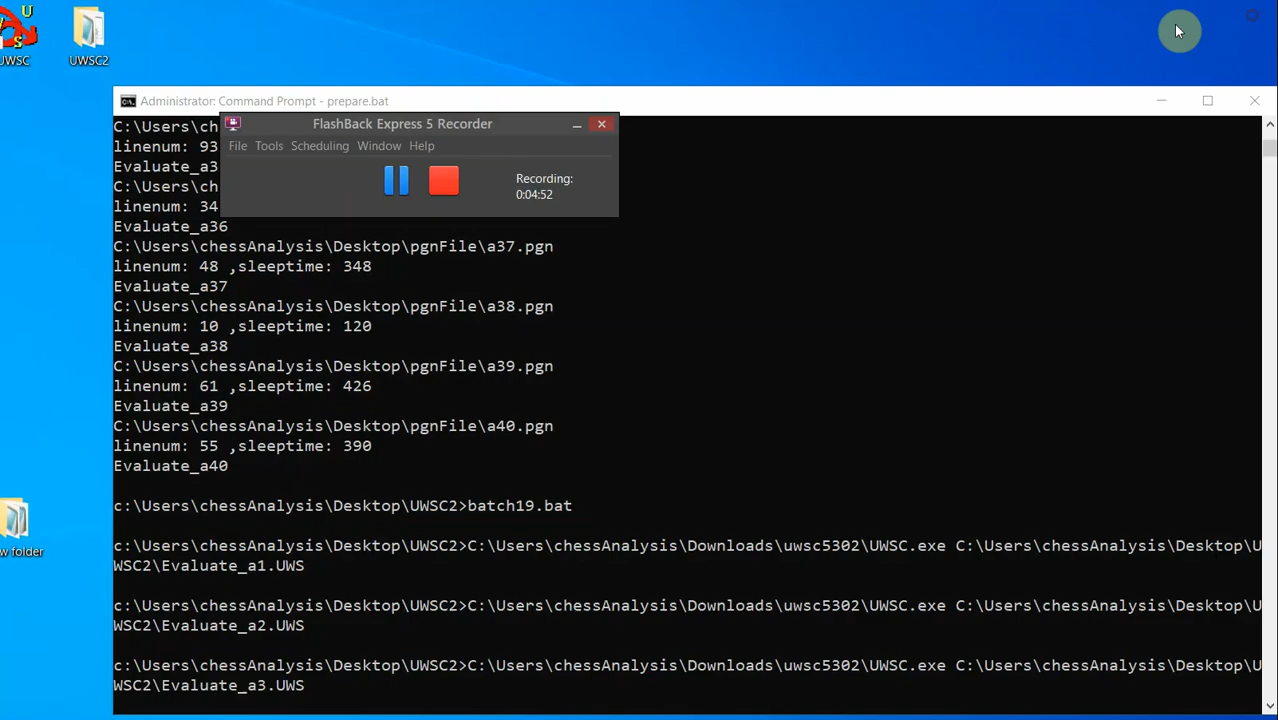 U
S
UWSC
UWSC2
Administrator: Command Prompt - prepare.bat
FlashBack Express 5 Recorder
File Tools Scheduling Window Help
Recording:
0:04:52
C:\Users\ch
linenum: 93
Evaluate_a3
C:\Users\ch
linenum: 34
Evaluate_a36
C:\Users\chessAnalysis\Desktop\pgnFile\a37.pgn
linenum: 48 ,sleeptime: 348
Evaluate_a37
C:\Users\chessAnalysis\Desktop\pgnFile\a38.pgn
linenum: 10 ,sleeptime: 120
Evaluate_a38
C:\Users\chessAnalysis\Desktop\pgnFile\a39.pgn
linenum: 61 ,sleeptime: 426
Evaluate_a39
C:\Users\chessAnalysis\Desktop\pgnFile\a40.pgn
linenum: 55 ,sleeptime: 390
Evaluate_a40
c:\Users\chessAnalysis\Desktop\UWSC2>batch19.bat
w folder
c:\Users\chessAnalysis\Desktop\UWSC2>C:\Users\chessAnalysis\Downloads\uwsc5302\UWSC.exe C:\Users\chessAnalysis\Desktop\U
WSC2\Evaluate_a1.UWS
c:\Users\chessAnalysis\Desktop\UWSC2>C:\Users\chessAnalysis\Downloads\uwsc5302\UWSC.exe C:\Users\chessAnalysis\Desktop\U
WSC2\Evaluate_a2.UWS
c:\Users\chessAnalysis\Desktop\UWSC2>C:\Users\chessAnalysis\Downloads\uwsc5302\UWSC.exe C:\Users\chessAnalysis\Desktop\U
WSC2\Evaluate_a3.UWS